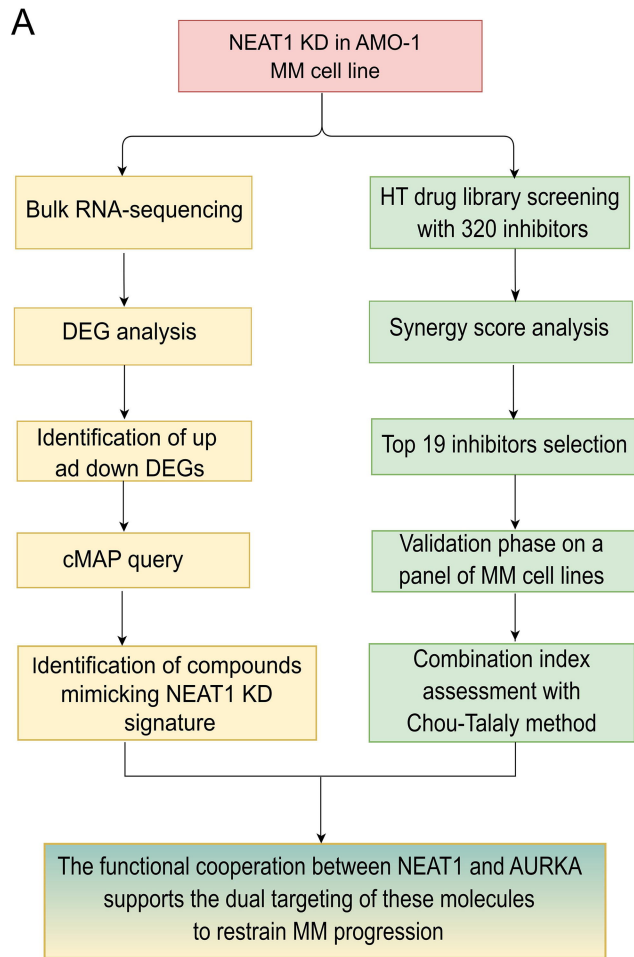 A
NEAT1 KD in AMO-1
MM cell line
Bulk RNA-sequencing
DEG analysis
Identification of up
ad down DEGs
cMAP query
Identification of compounds
mimicking NEAT1 KD
signature
HT drug library screening
with 320 inhibitors
Synergy score analysis
Top 19 inhibitors selection
Validation phase on a
panel of MM cell lines
Combination index
assessment with
Chou-Talaly method
The functional cooperation between NEAT1 and AURKA
supports the dual targeting of these molecules
to restrain MM progression